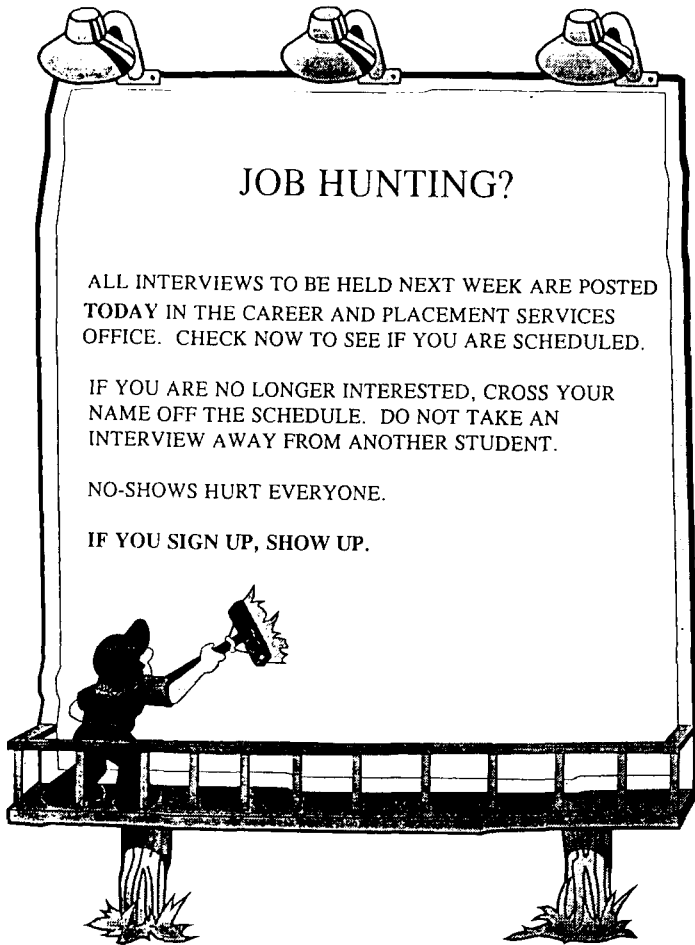 JOB HUNTING?
ALL INTERVIEWS TO BE HELD NEXT WEEK ARE POSTED
TODAY IN THE CAREER AND PLACEMENT SERVICES
OFFICE. CHECK NOW TO SEE IF YOU ARE SCHEDULED.
IF YOU ARE NO LONGER INTERESTED, CROSS YOUR
NAME OFF THE SCHEDULE. DO NOT TAKE AN
INTERVIEW AWAY FROM ANOTHER STUDENT.
NO-SHOWS HURT EVERYONE.
IF YOU SIGN UP, SHOW UP.